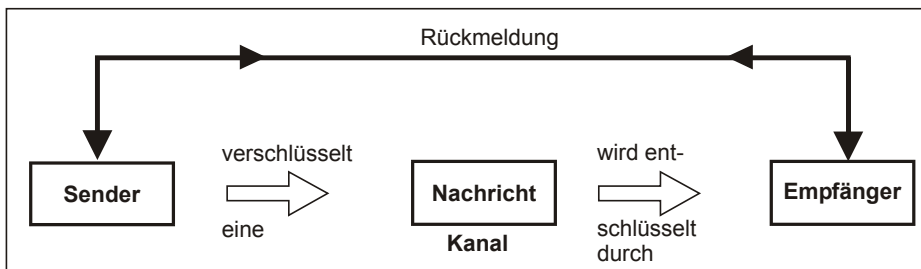 Rückmeldung
verschlüsselt
eine
Sender
Nachricht
Kanal
wird ent-
schlüsselt
durch
Empfänger